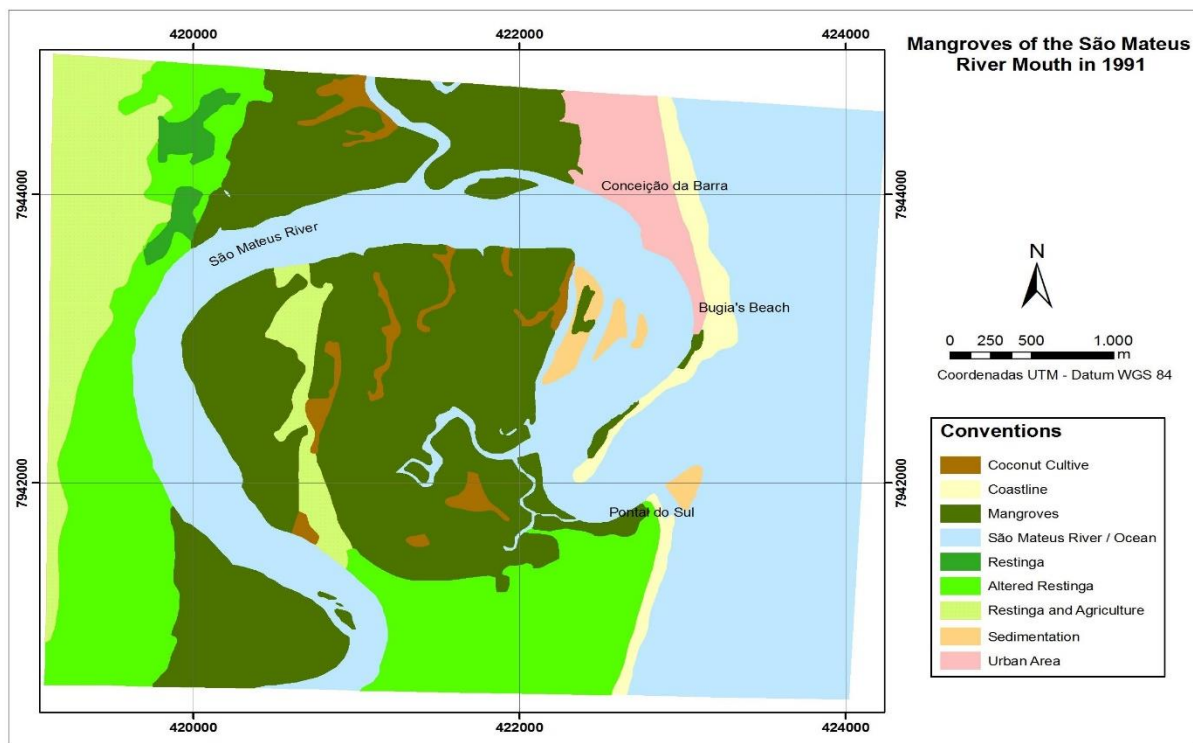 420000
422000
424000
Mangroves of the São Mateus
River Mouth in 1991
7944000
7944000
Conceição da Barra
São Mateus River
Bugia's Beach
N
0 250 500 1.000
m
Coordenadas UTM - Datum WGS 84
Conventions
Coconut Cultive
Coastline
Mangroves
São Mateus River / Ocean
Restinga
Altered Restinga
Restinga and Agriculture
Sedimentation
Urban Area
7942000
7942000
Pontal do Sul
420000
422000
424000